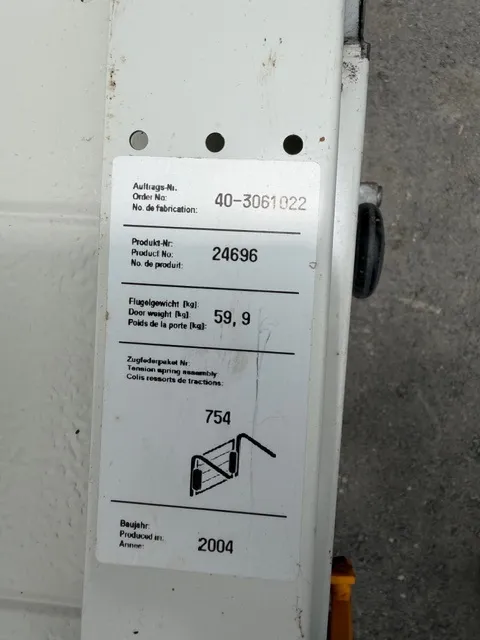 Auftrags-Nr.
Order No:
No. de fabrication: 40-3061022
Produkt-Nr:
Product No: 24696
No. de produit:
Flügelgewicht [kg]:
Door weight [kg]: 59,9
Poids de la porte [kg]:
Zugfederpaket Nr.
Tension spring assembly:
Colis ressorts de tractions:
754
Baujahr:
Produced in: 2004
Annee: